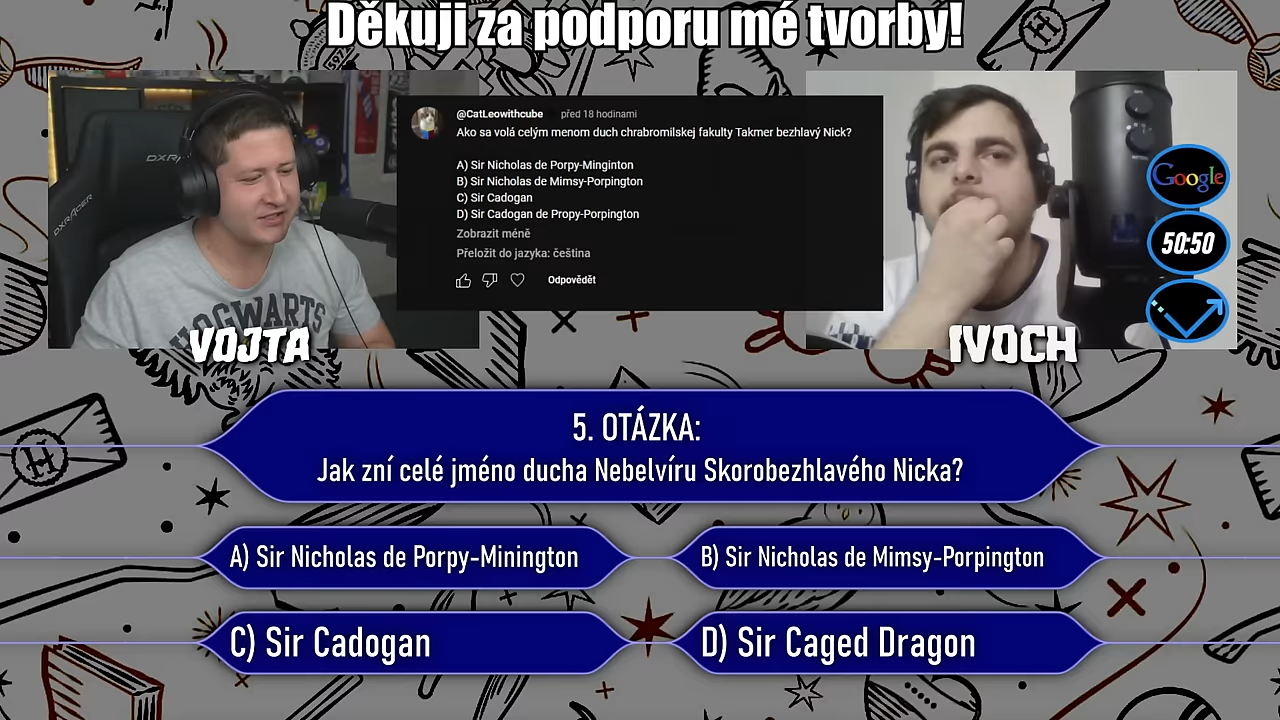 Děkuji za podporu mé tvorby!
@CatLeowithcube před 18 hodinami
Ako sa volá celým menom duch chrabromilskej fakulty Takmer bezhlavý Nick?
A) Sir Nicholas de Porpy-Minginton
B) Sir Nicholas de Mimsy-Porpington
C) Sir Cadogan
D) Sir Cadogan de Propy-Porpington
Zobrazit méně
Přeložit do jazyka: čeština
Odpovědět
DXRACER
HOGWARTS
VOJTA
IVOCH
Google
50:50
5. OTÁZKA:
Jak zní celé jméno ducha Nebelvíru Skorobezhlavého Nicka?
A) Sir Nicholas de Porpy-Minington
B) Sir Nicholas de Mimsy-Porpington
C) Sir Cadogan
D) Sir Caged Dragon